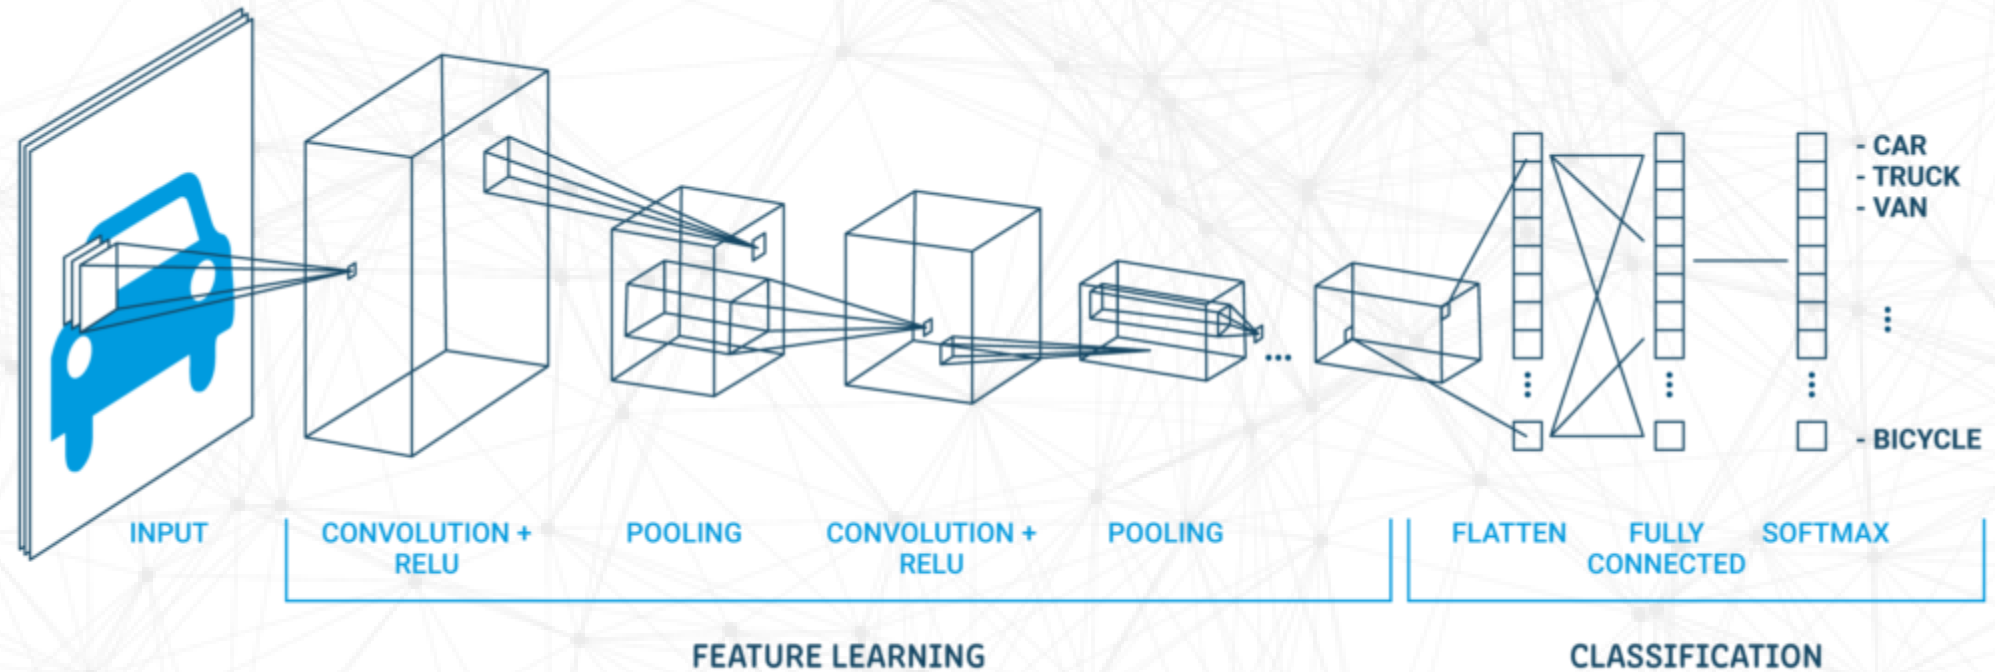 - CAR
- TRUCK
- VAN
- BICYCLE
INPUT
CONVOLUTION +
RELU
POOLING
CONVOLUTION +
RELU
POOLING
FLATTEN
FULLY
CONNECTED
SOFTMAX
FEATURE LEARNING
CLASSIFICATION